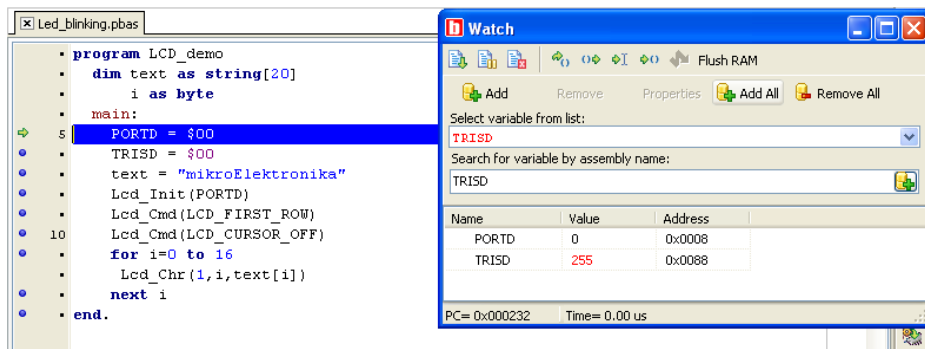 Led_blinking.pbas
program LCD_demo
dim text as string[20]
i as byte
main:
5 PORTD = $00
TRISD = $00
text = "mikroElektronika"
Lcd_Init(PORTD)
Lcd_Cmd(LCD_FIRST_ROW)
10 Lcd_Cmd(LCD_CURSOR_OFF)
for i=0 to 16
Lcd_Chr(1,i,text[i])
next i
end.
Watch
Flush RAM
Add Remove Properties Add All Remove All
Select variable from list:
TRISD
Search for variable by assembly name:
TRISD
Name Value Address
PORTD 0 0x0008
TRISD 255 0x0088
PC= 0x000232 Time= 0.00 us